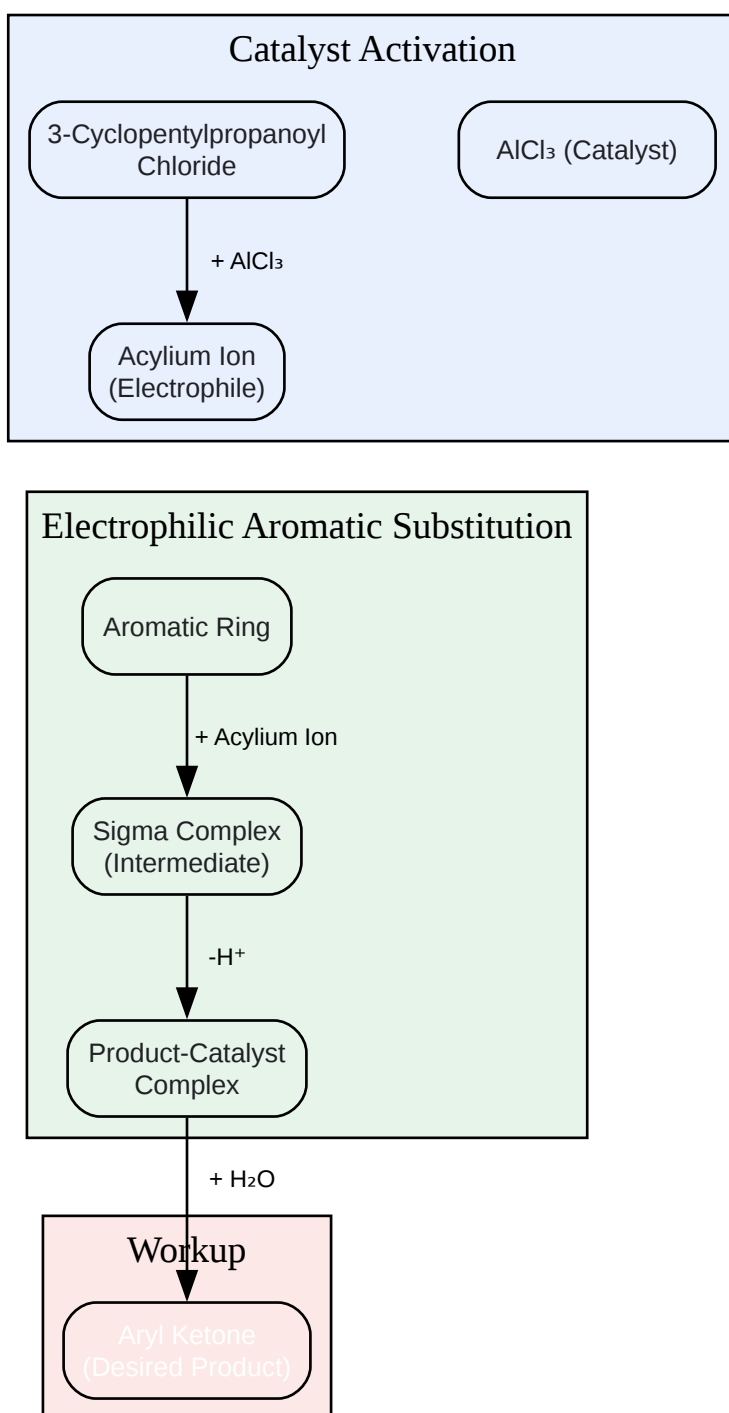 Catalyst Activation
3-Cyclopentylpropanoyl
Chloride
AlCl₃ (Catalyst)
+ AlCl₃
Acylium Ion
(Electrophile)
Electrophilic Aromatic Substitution
Aromatic Ring
+ Acylium Ion
Sigma Complex
(Intermediate)
-H⁺
Product-Catalyst
Complex
+ H₂O
Workup
Aryl Ketone
(Desired Product)